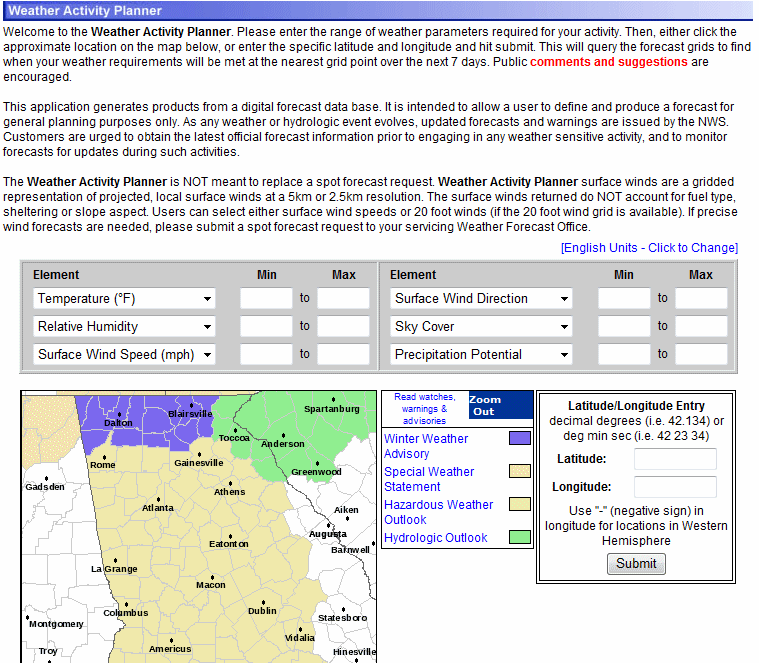 Weather Activity Planner
Welcome to the Weather Activity Planner. Please enter the range of weather parameters required for your activity. Then, either click the
approximate location on the map below, or enter the specific latitude and longitude and hit submit. This will query the forecast grids to find
when your weather requirements will be met at the nearest grid point over the next 7 days. Public comments and suggestions are
encouraged.
This application generates products from a digital forecast data base. It is intended to allow a user to define and produce a forecast for
general planning purposes only. As any weather or hydrologic event evolves, updated forecasts and warnings are issued by the NWS.
Customers are urged to obtain the latest official forecast information prior to engaging in any weather sensitive activity, and to monitor
forecasts for updates during such activities.
The Weather Activity Planner is NOT meant to replace a spot forecast request. Weather Activity Planner surface winds are a gridded
representation of projected, local surface winds at a 5km or 2.5km resolution. The surface winds returned do NOT account for fuel type,
sheltering or slope aspect. Users can select either surface wind speeds or 20 foot winds (if the 20 foot wind grid is available). If precise
wind forecasts are needed, please submit a spot forecast request to your servicing Weather Forecast Office.
[English Units - Click to Change]
Element Min Max Element Min Max
Temperature (°F) to Surface Wind Direction to
Relative Humidity to Sky Cover to
Surface Wind Speed (mph) to Precipitation Potential to
Dalton
Blairsville
Spartanburg
Toccoa
Anderson
Rome
Gainesville
Greenwood
Gadsden
Athens
Atlanta
Aiken
Augusta
Eatonton
Barnwell
La Grange
Macon
Columbus
Dublin
Statesboro
Montgomery
Vidalia
Troy
Americus
Hinesville
Read watches,
warnings &
advisories
Zoom
Out
Winter Weather
Advisory
Special Weather
Statement
Hazardous Weather
Outlook
Hydrologic Outlook
Latitude/Longitude Entry
decimal degrees (i.e. 42.134) or
deg min sec (i.e. 42 23 34)
Latitude:
Longitude:
Use "-" (negative sign) in
longitude for locations in Western
Hemisphere
Submit